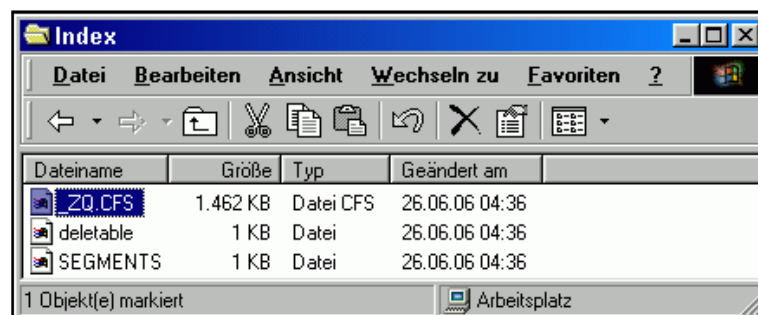 Index
Datei Bearbeiten Ansicht Wechseln zu Favoriten ?
Dateiname Größe Typ Geändert am
_ZQ.CFS 1.462 KB Datei CFS 26.06.06 04:36
deletable 1 KB Datei 26.06.06 04:36
SEGMENTS 1 KB Datei 26.06.06 04:36
1 Objekt(e) markiert Arbeitsplatz